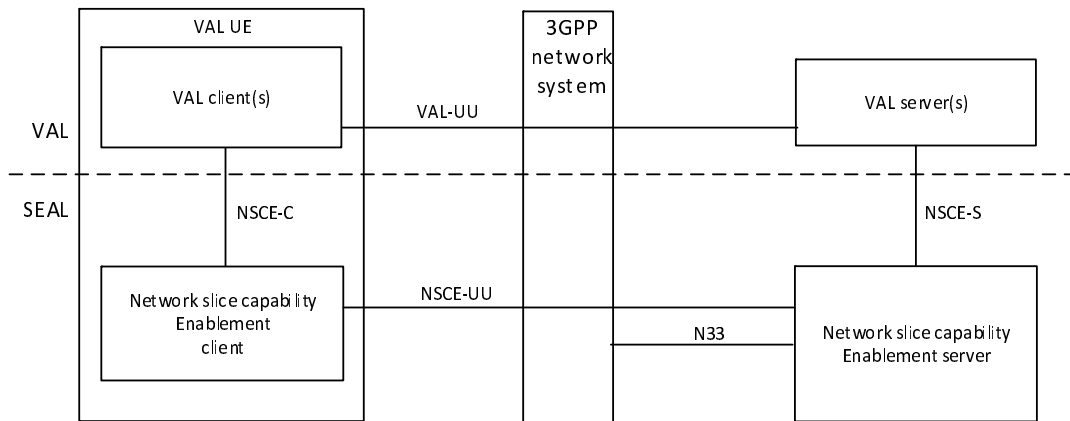 VAL UE
3GPP
network
system
VAL client(s)
VAL server(s)
VAL-UU
VAL
SEAL
NSCE-C
NSCE-S
Network slice capability
Enablement
client
NSCE-UU
N33
Network slice capability
Enablement server